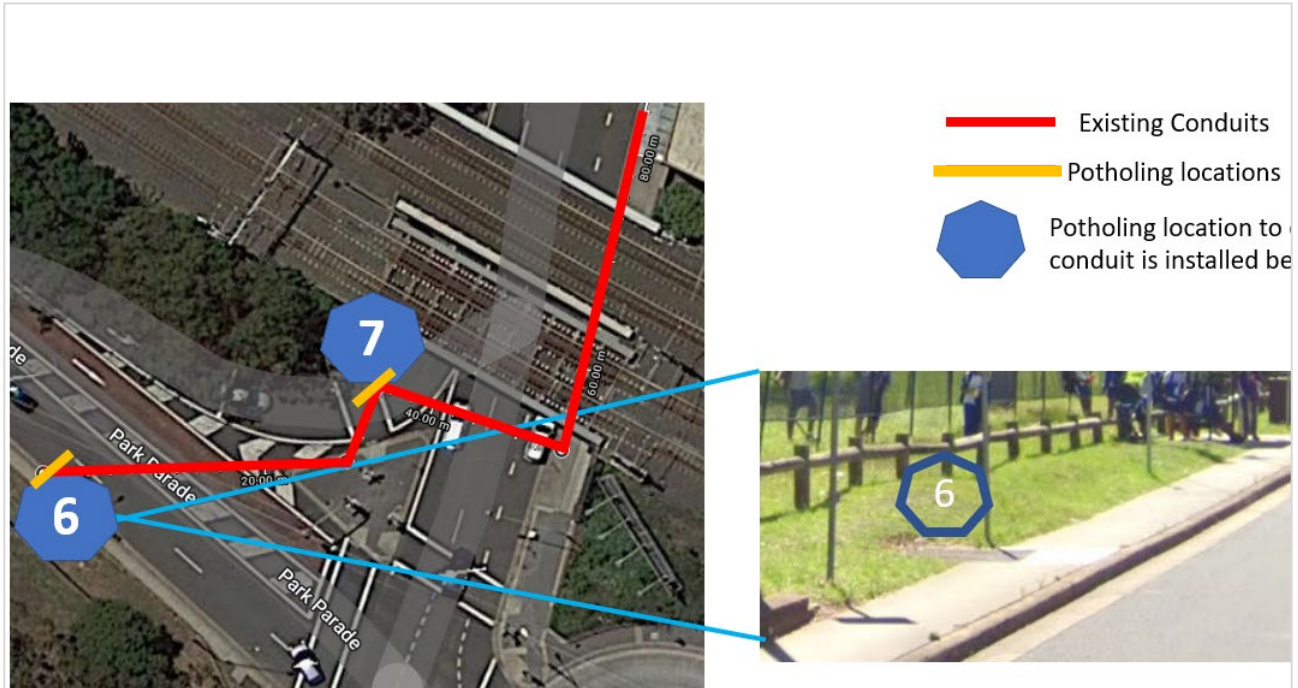 Existing Conduits
Potholing locations
Potholing location to
conduit is installed be
80.00 m
60.00 m
7
40.00 m
de
Park Parade
20.00 m
6
Park Parade
6